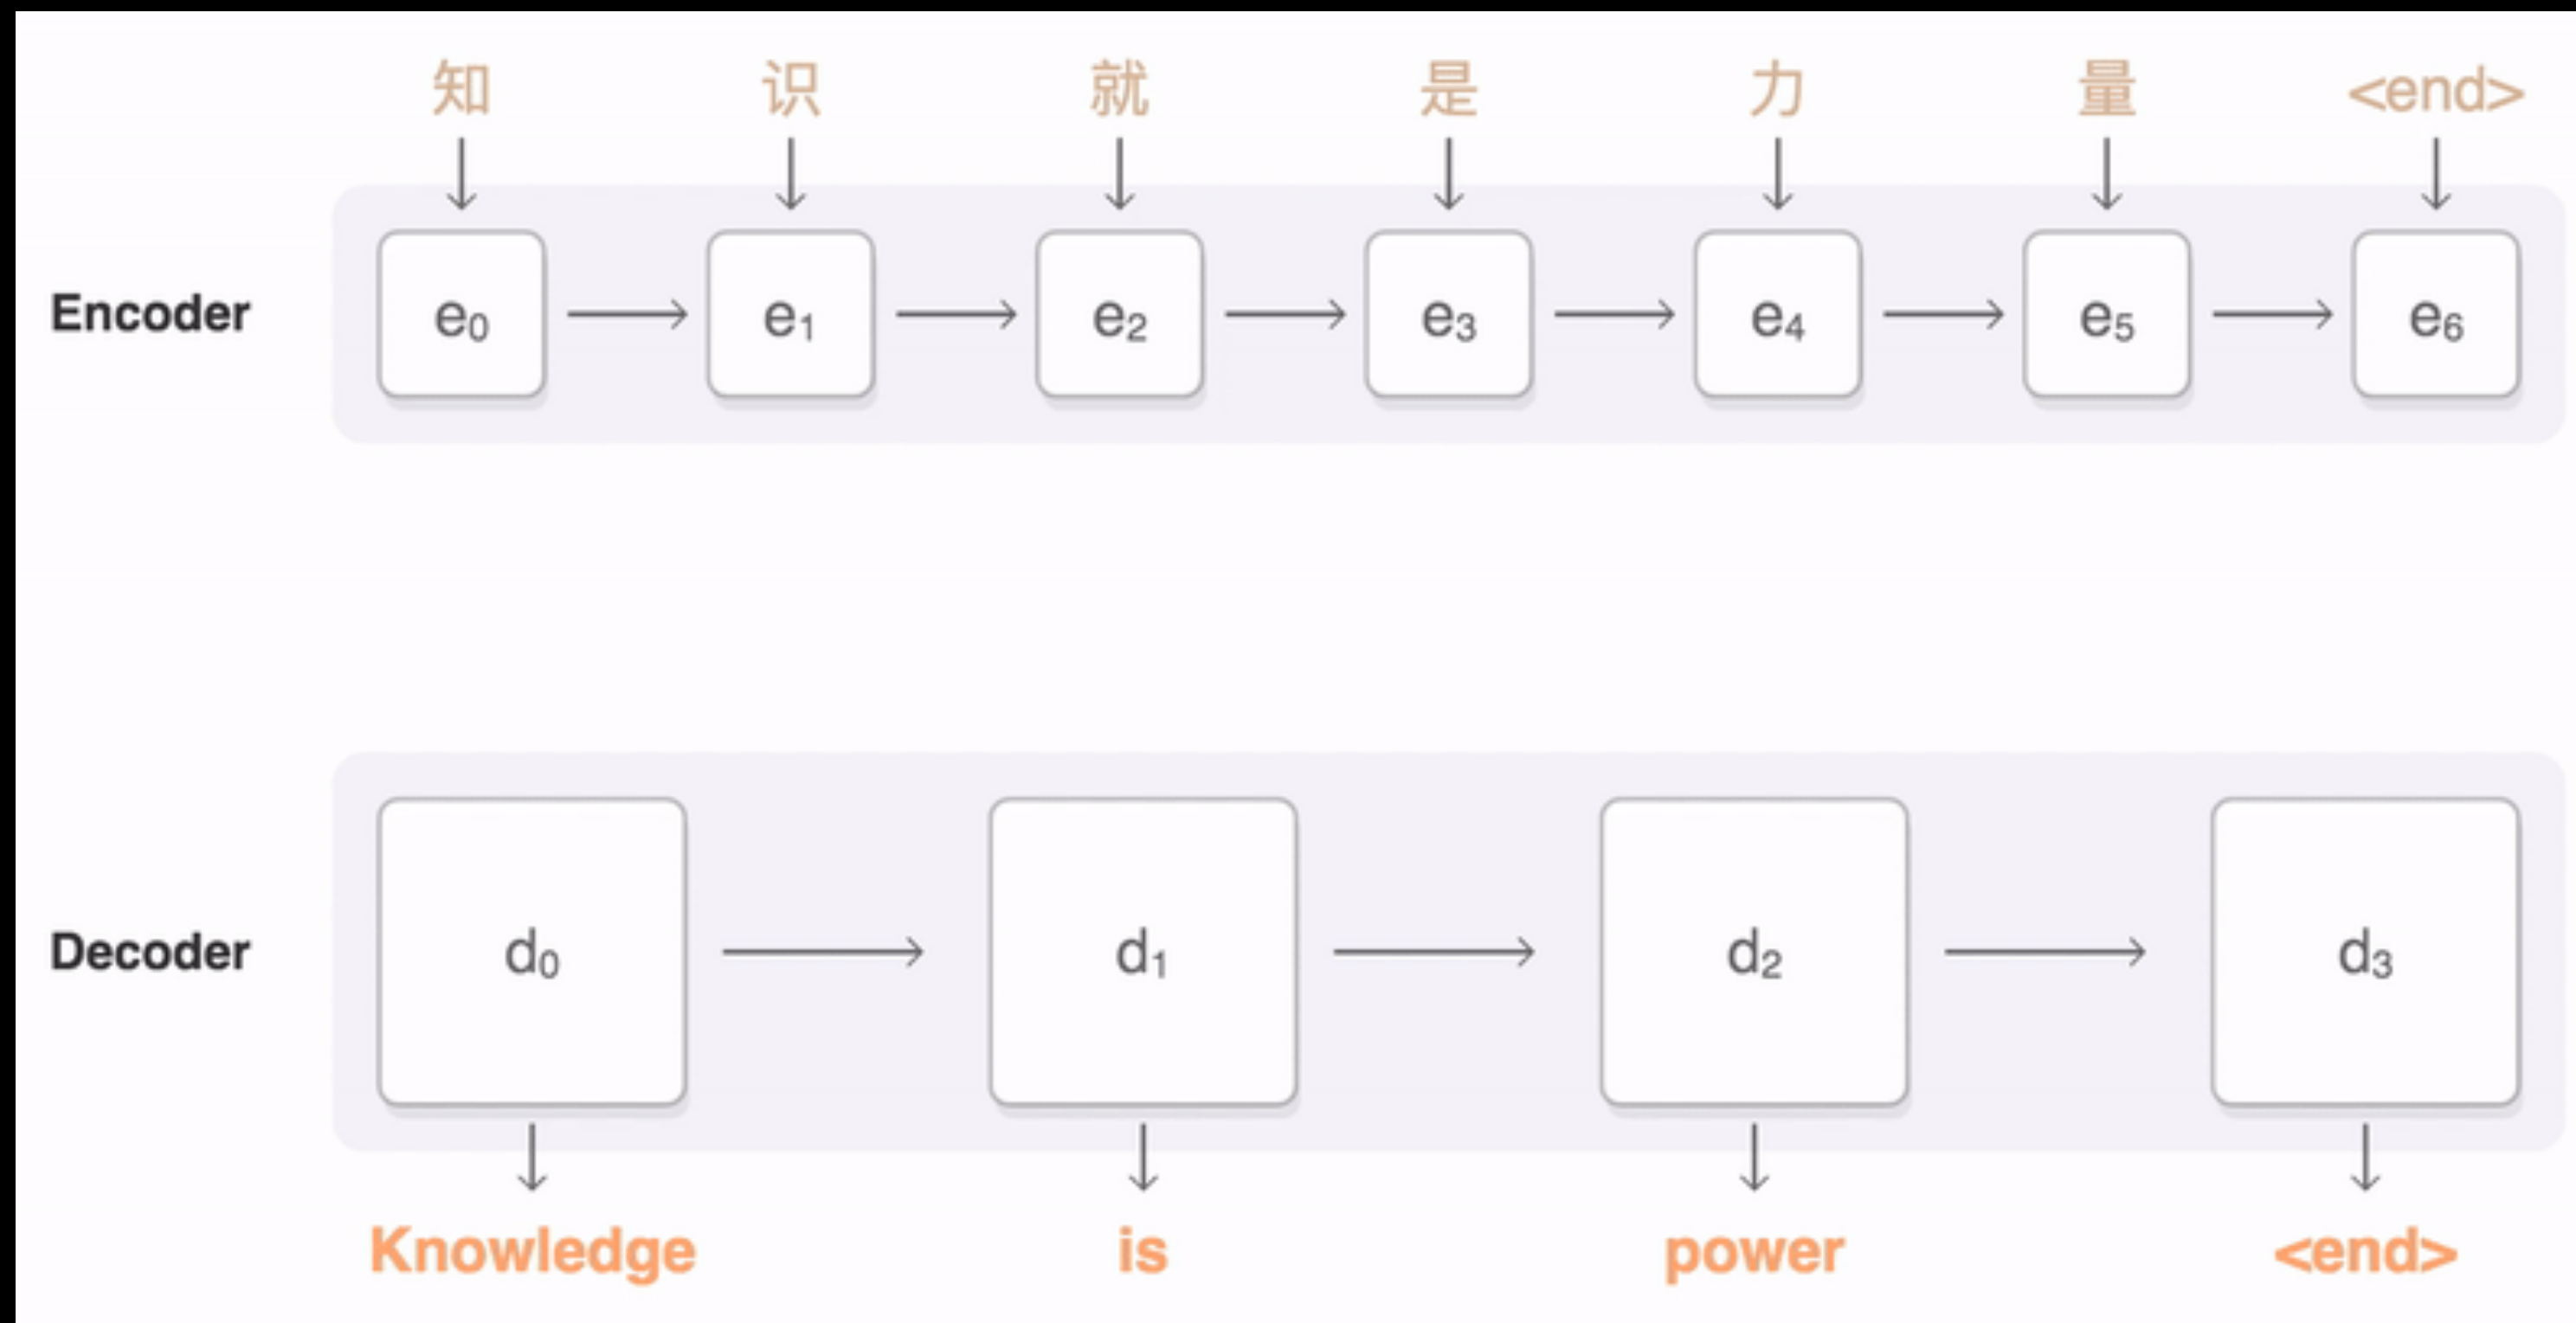 知 识 就 是 力 量 <end>
Encoder e₀ e₁ e₂ e₃ e₄ e₅ e₆
Decoder d₀ d₁ d₂ d₃
Knowledge is power <end>